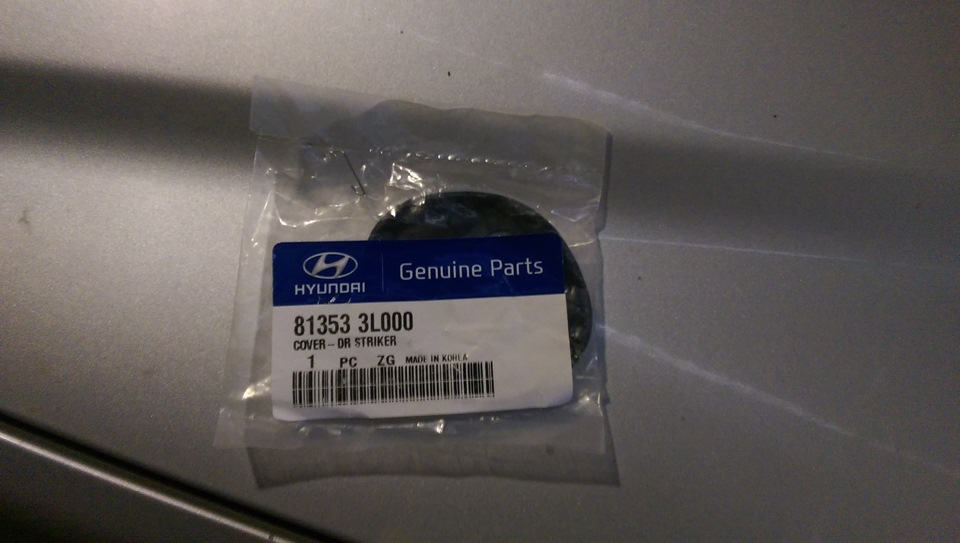 HYUNDAI
Genuine Parts
81353 3L000
COVER-DR STRIKER
1 PC ZG MADE IN KOREA